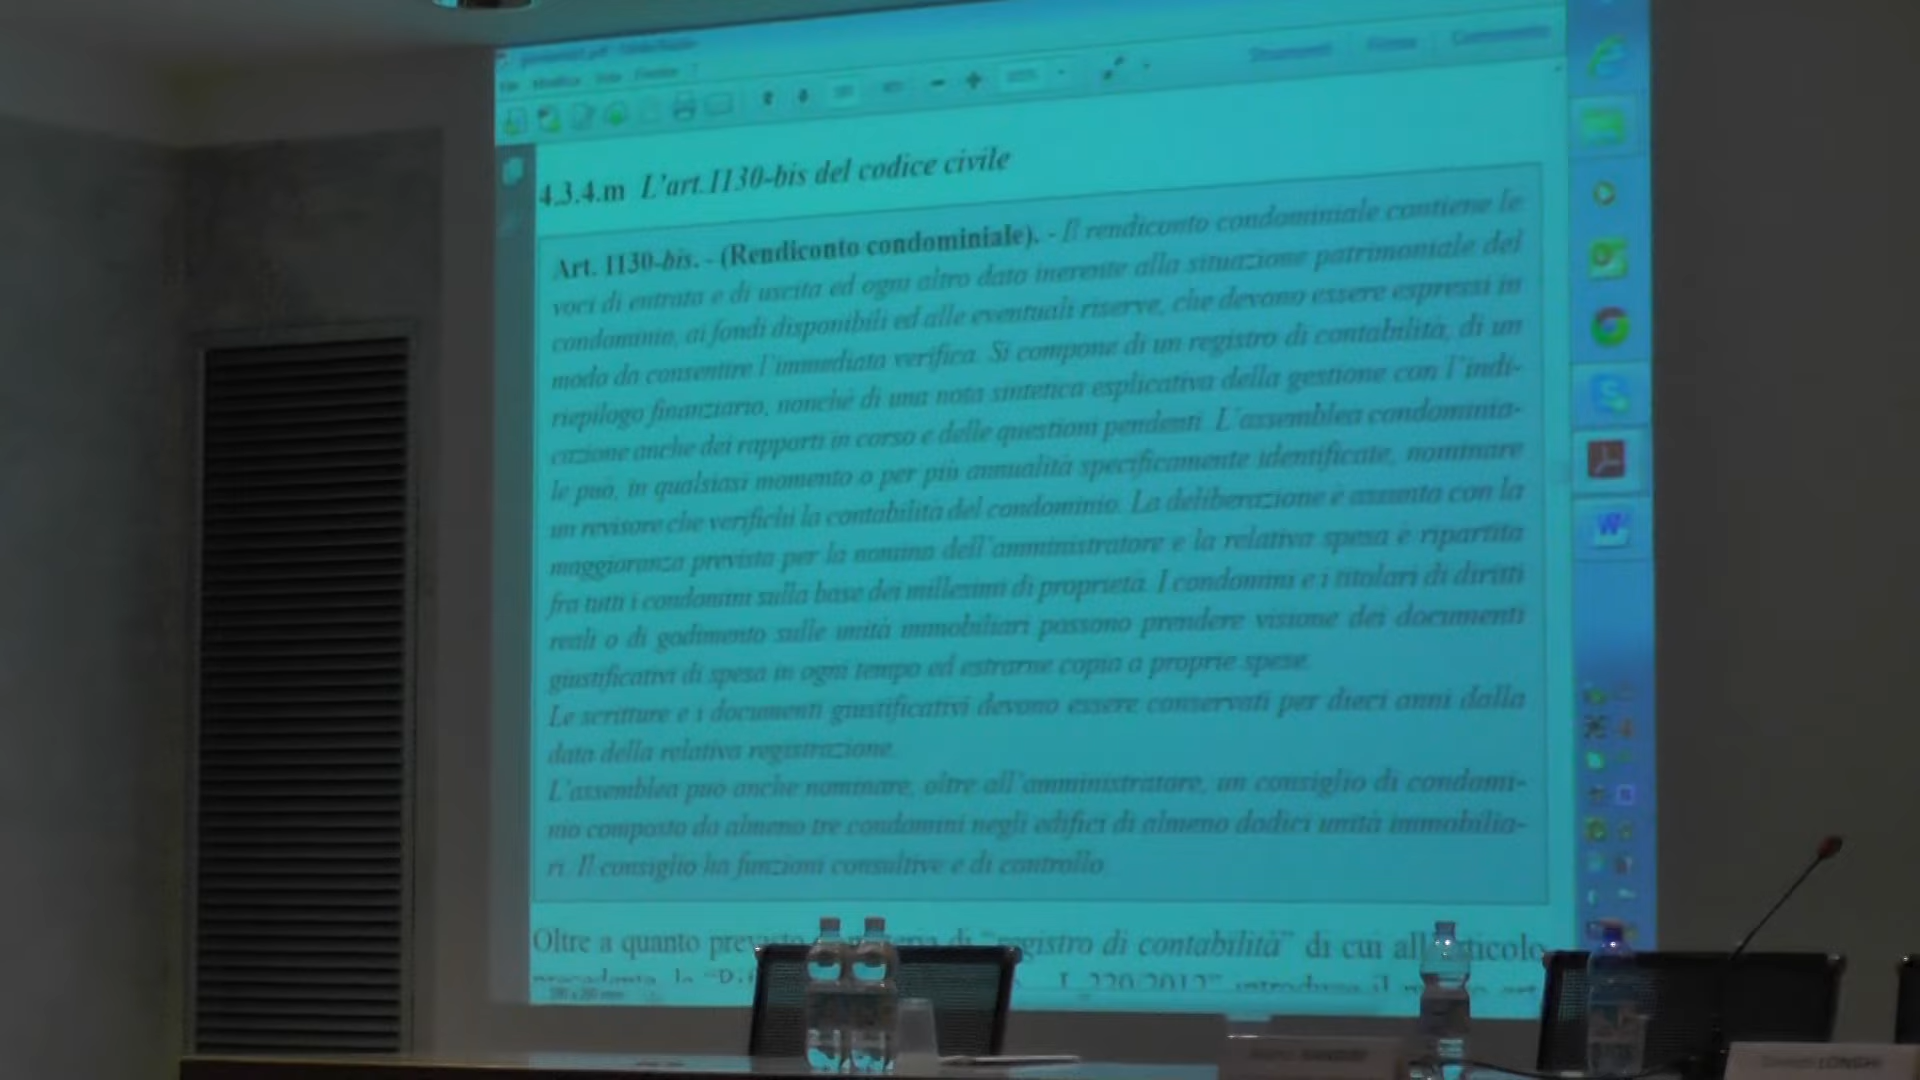 4.3.4.m L'art.1130-bis del codice civile
Art. 1130-bis. - (Rendiconto condominiale). - Il rendiconto condominiale contiene le
voci di entrata e di uscita ed ogni altro dato inerente alla situazione patrimoniale del
condominio, ai fondi disponibili ed alle eventuali riserve, che devono essere espressi in
modo da consentire l'immediata verifica. Si compone di un registro di contabilità, di un
riepilogo finanziario, nonché di una nota sintetica esplicativa della gestione con l'indi-
cazione anche dei rapporti in corso e delle questioni pendenti. L'assemblea condominia-
le può, in qualsiasi momento o per più annualità specificamente identificate, nominare
un revisore che verifichi la contabilità del condominio. La deliberazione è assunta con la
maggioranza prevista per la nomina dell'amministratore e la relativa spesa è ripartita
fra tutti i condomini sulla base dei millesimi di proprietà. I condomini e i titolari di diritti
reali o di godimento sulle unità immobiliari possono prendere visione dei documenti
giustificativi di spesa in ogni tempo ed estrarne copia a proprie spese.
Le scritture e i documenti giustificativi devono essere conservati per dieci anni dalla
data della relativa registrazione.
L'assemblea può anche nominare, oltre all'amministratore, un consiglio di condomi-
nio composto da almeno tre condomini negli edifici di almeno dodici unità immobilia-
ri. Il consiglio ha funzioni consultive e di controllo.
Oltre a quanto di "registro di contabilità" di cui